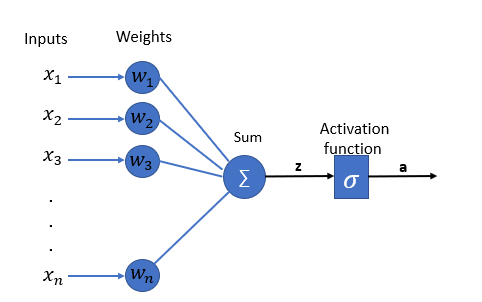 Inputs
Weights
x₁
w₁
x₂
w₂
x₃
w₃
.
.
.
xₙ
wₙ
Sum
∑
z
Activation
function
σ
a